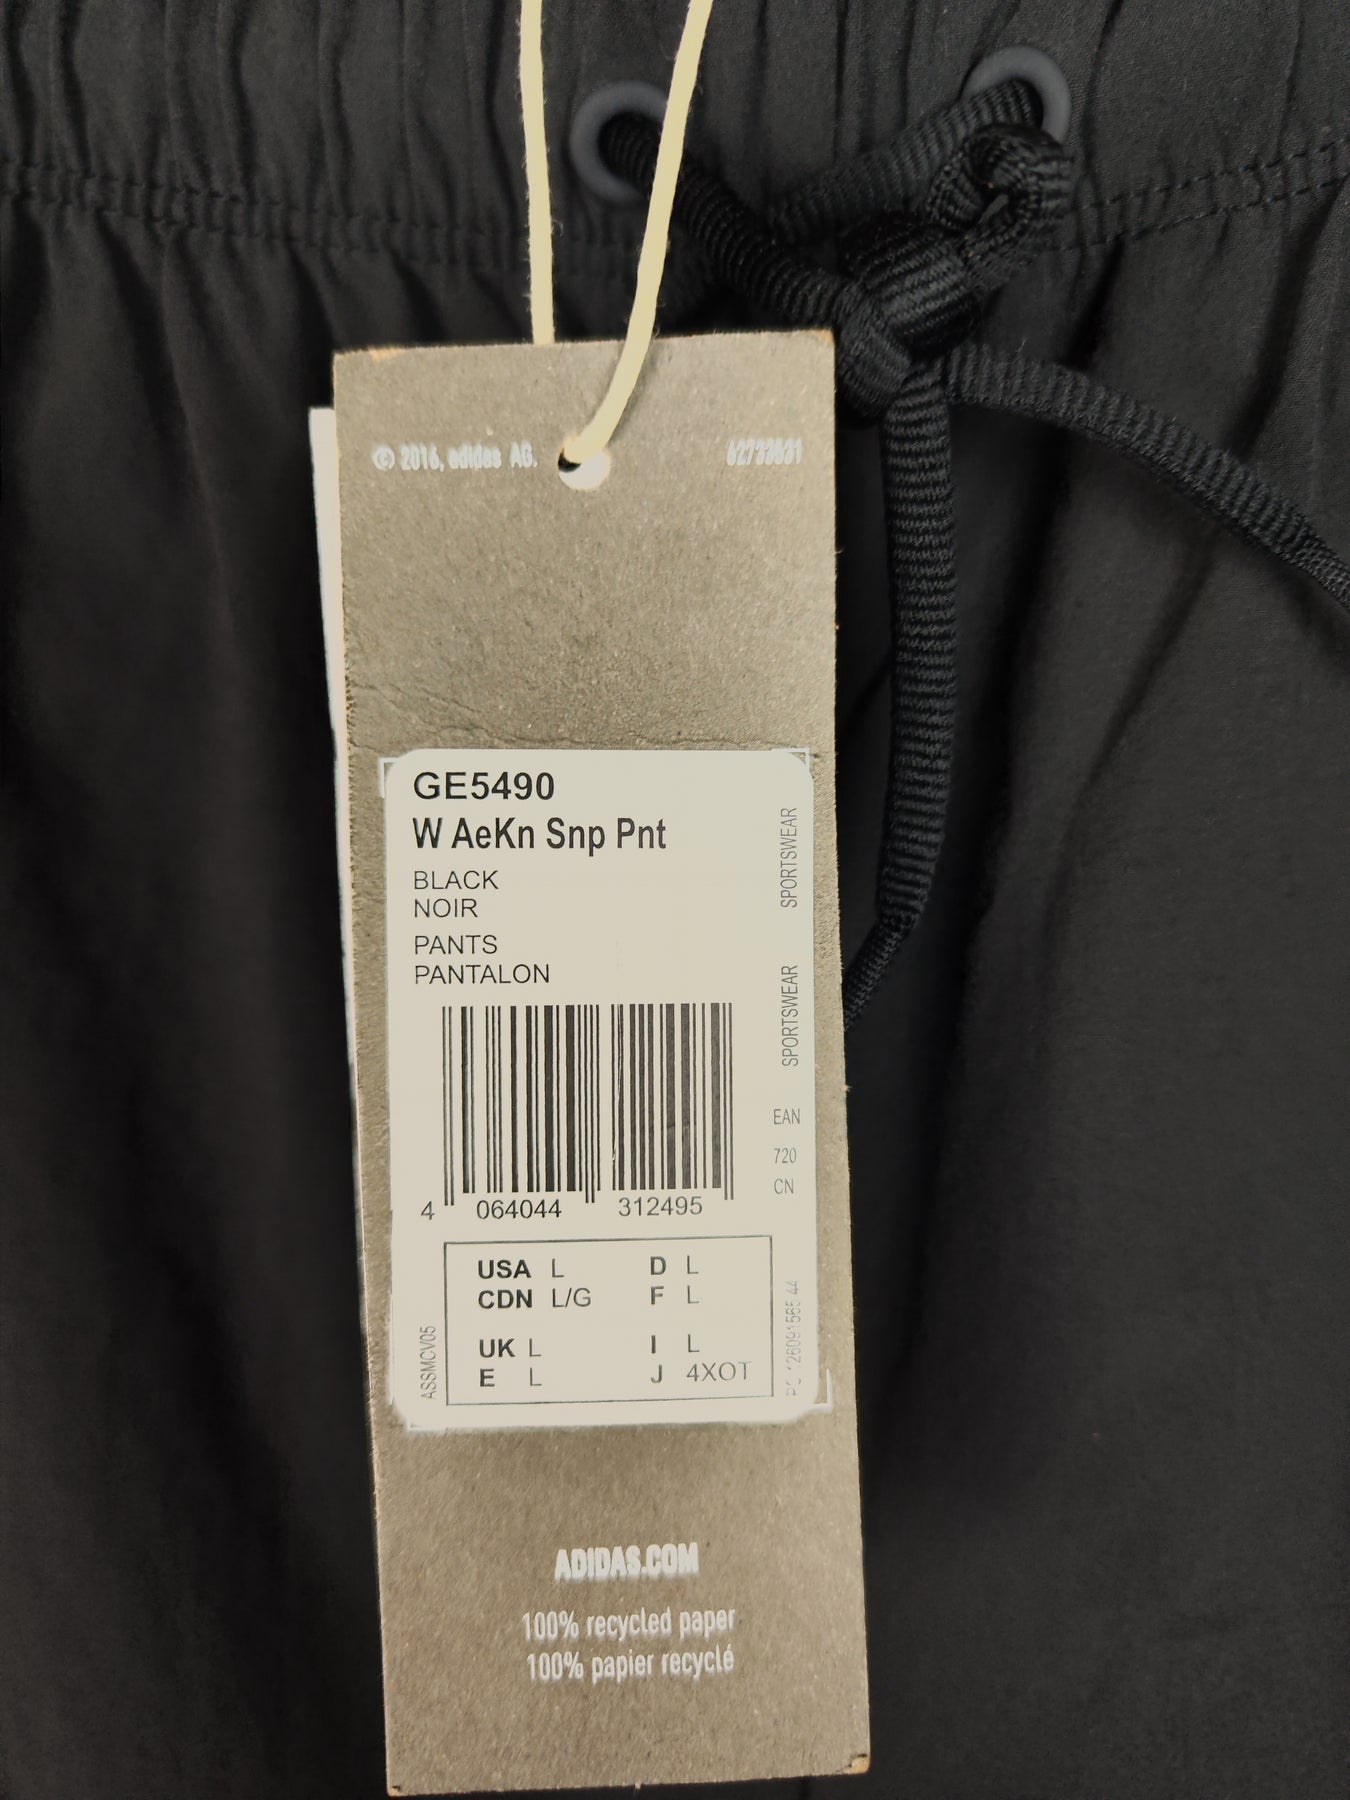 © 2016, adidas AG.
GE5490
W AeKn Snp Pnt
BLACK
NOIR
PANTS
PANTALON
SPORTSWEAR
SPORTSWEAR
EAN
720
CN
4 064044 312495
USA L D L
CDN L/G F L
UK L I L
E L J 4XOT
ASSMCV05
ADIDAS.COM
100% recycled paper
100% papier recyclé